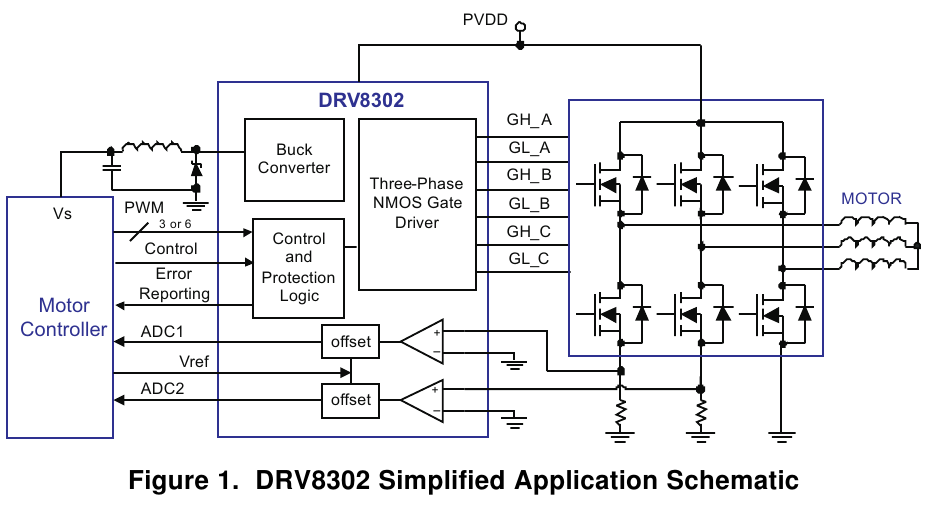 PVDD
DRV8302
GH_A
GL_A
GH_B
GL_B
GH_C
GL_C
Buck
Converter
Three-Phase
NMOS Gate
Driver
MOTOR
Vs
PWM
3 or 6
Control
Error
Reporting
Control
and
Protection
Logic
Motor
Controller
ADC1
offset
+
−
Vref
ADC2
offset
+
−
Figure 1. DRV8302 Simplified Application Schematic